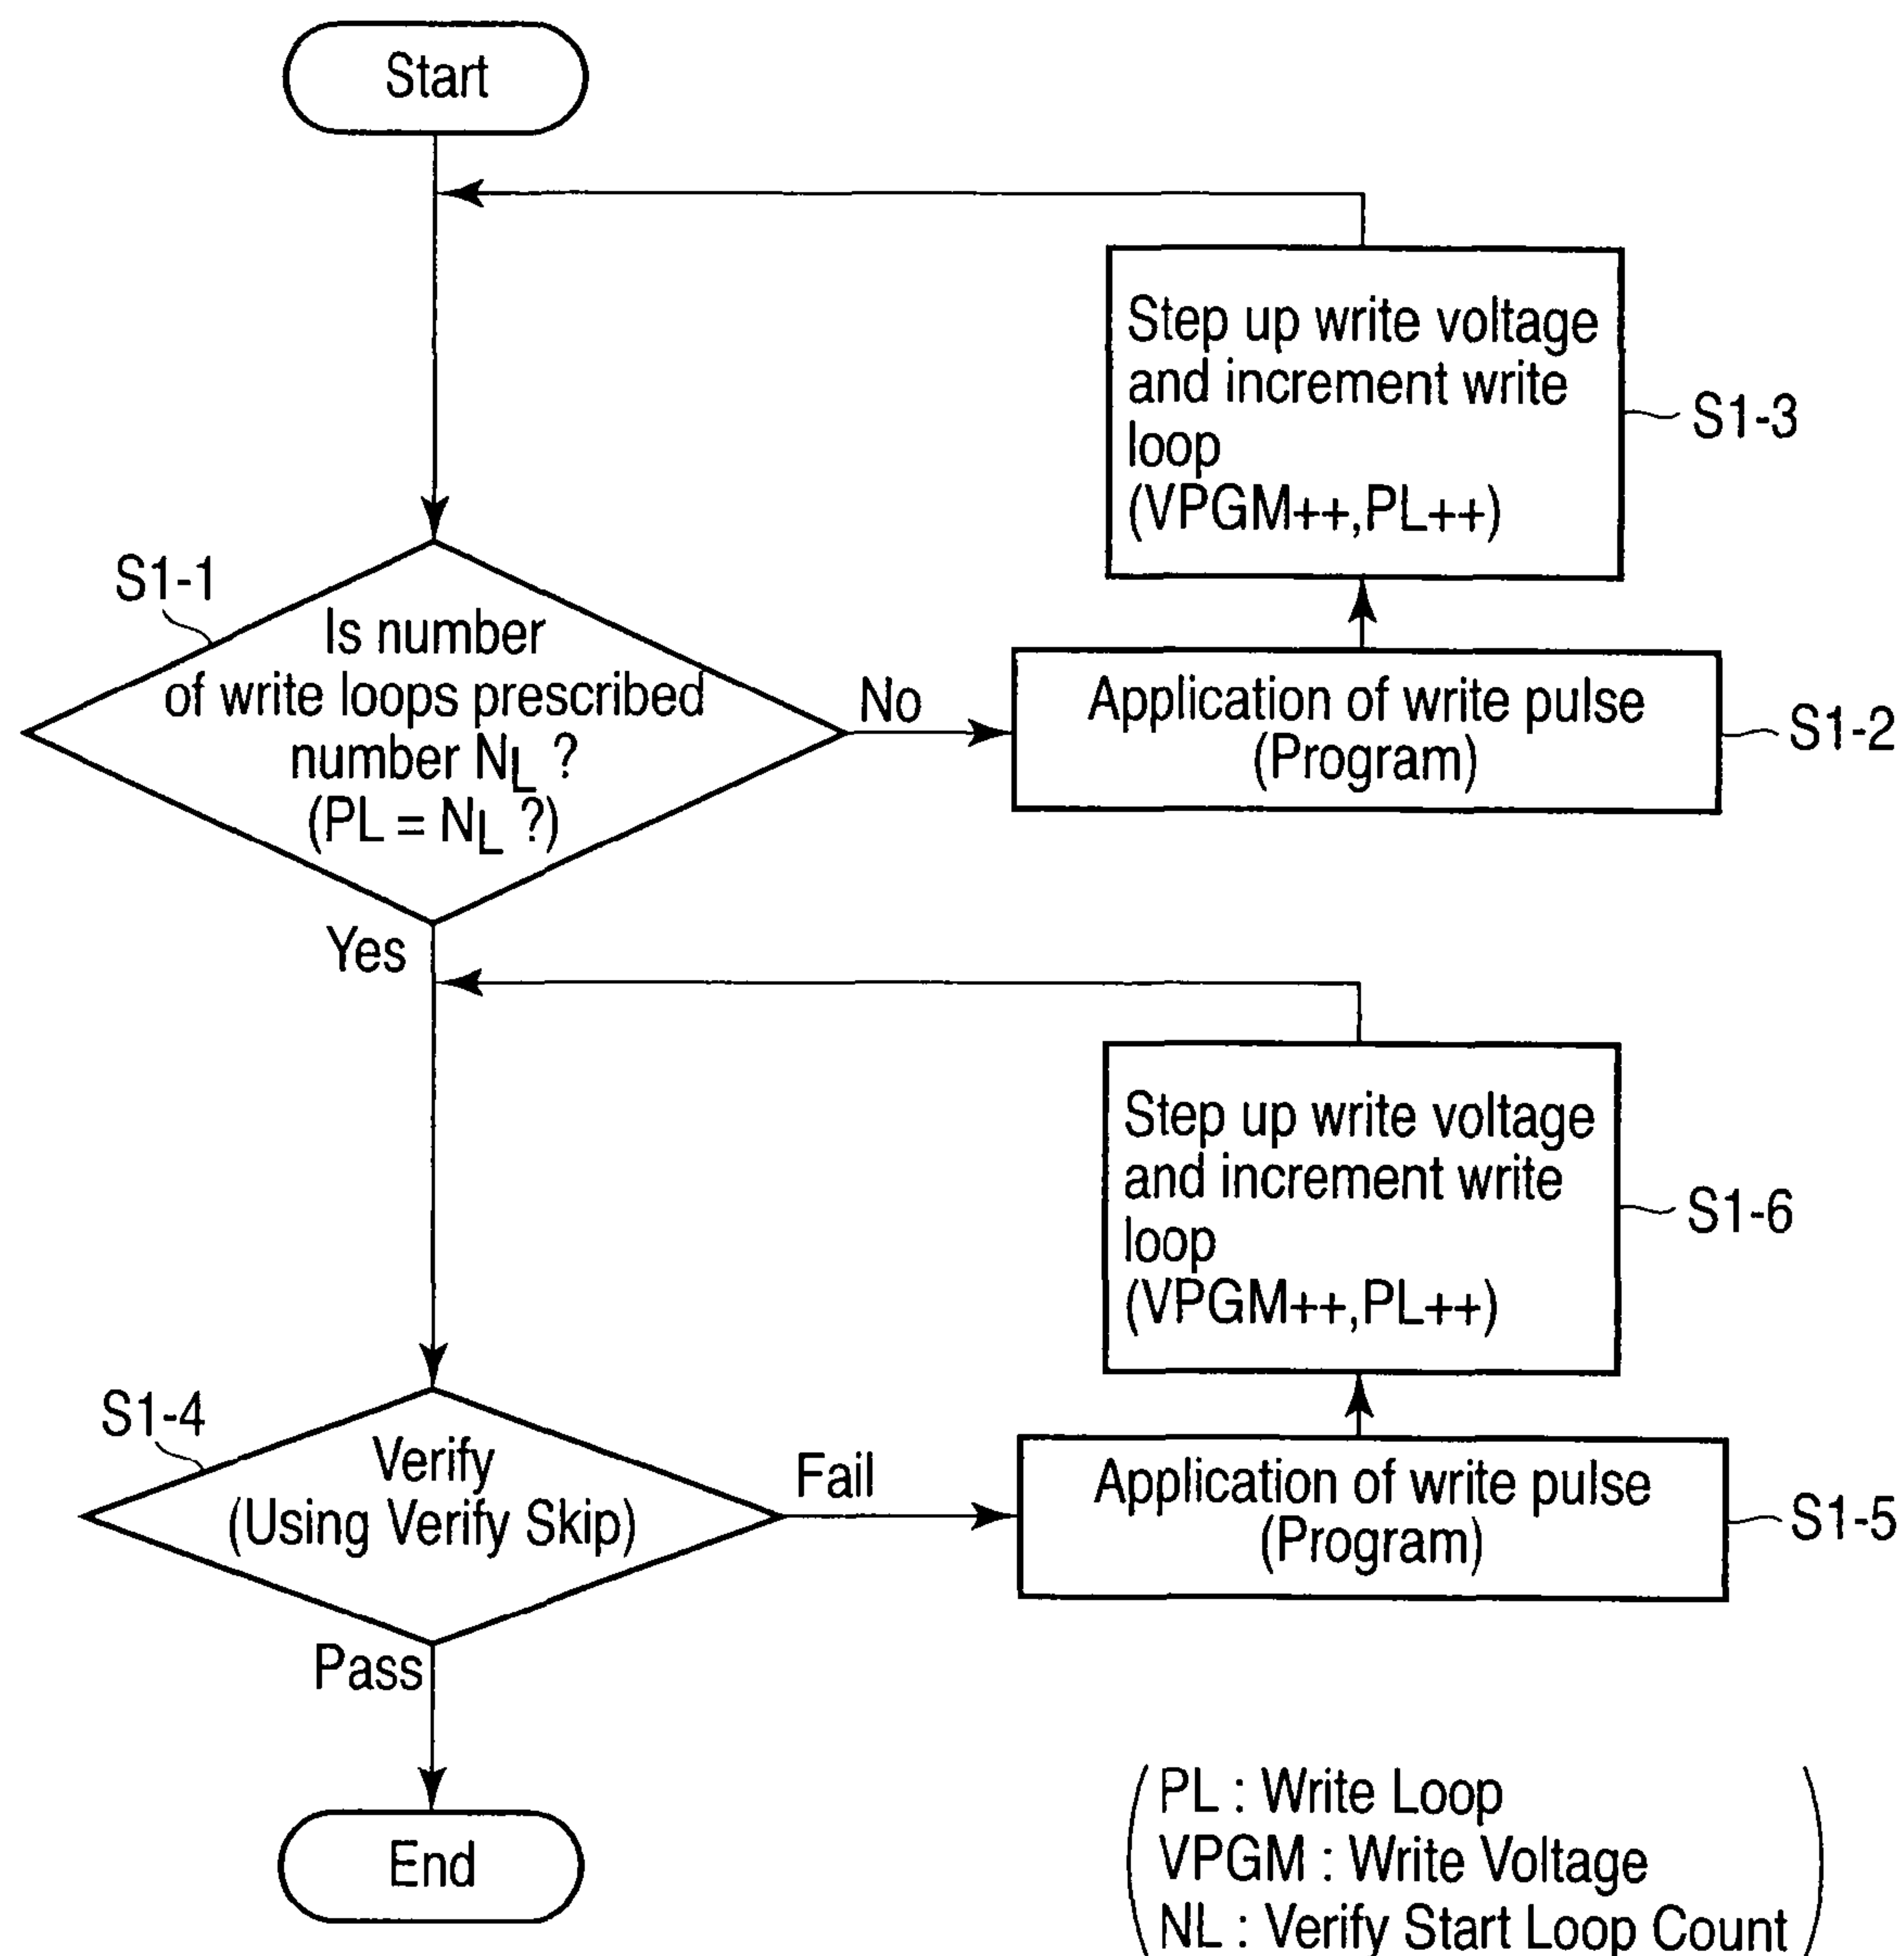 Start
Step up write voltage
and increment write
loop
(VPGM++,PL++)
S1-3
S1-1
Is number
of write loops prescribed
number NL ?
(PL = NL ?)
No
Application of write pulse
(Program)
S1-2
Yes
Step up write voltage
and increment write
loop
(VPGM++,PL++)
S1-6
S1-4
Verify
(Using Verify Skip)
Fail
Application of write pulse
(Program)
S1-5
Pass
End
PL : Write Loop
VPGM : Write Voltage
NL : Verify Start Loop Count